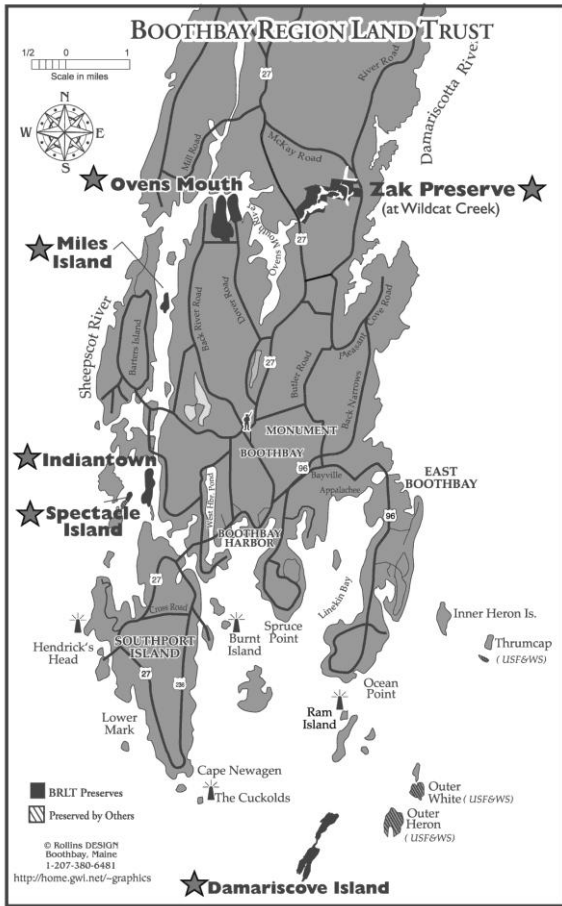 BOOTHBAY REGION LAND TRUST
1/2 0 1
Scale in miles
N
W E
S
27
River Road
Damariscotta River
Mill Road
McKay Road
Ovens Mouth
Zak Preserve
(at Wildcat Creek)
Miles
Island
Ovens Mouth River
27
Sheepscot River
Barters Island
Back River Road
Dover Road
27
Butler Road
Pleasant Cove Road
Back Narrows
MONUMENT
BOOTHBAY
Indiantown
96
Bayville
Appalachee
EAST
BOOTHBAY
Spectacle
Island
West Hbr. Pond
BOOTHBAY
HARBOR
96
27
Linekin Bay
Cross Road
Hendrick's
Head
SOUTHPORT
ISLAND
Burnt
Island
Spruce
Point
Inner Heron Is.
Thrumcap
( USF&WS)
27
238
Ocean
Point
Lower
Mark
Ram
Island
Cape Newagen
The Cuckolds
BRLT Preserves
Preserved by Others
Outer
White ( USF&WS)
Outer
Heron
(USF&WS)
© Rollins DESIGN
Boothbay, Maine
1-207-380-6481
http://home.gwi.net/~graphics
Damariscove Island